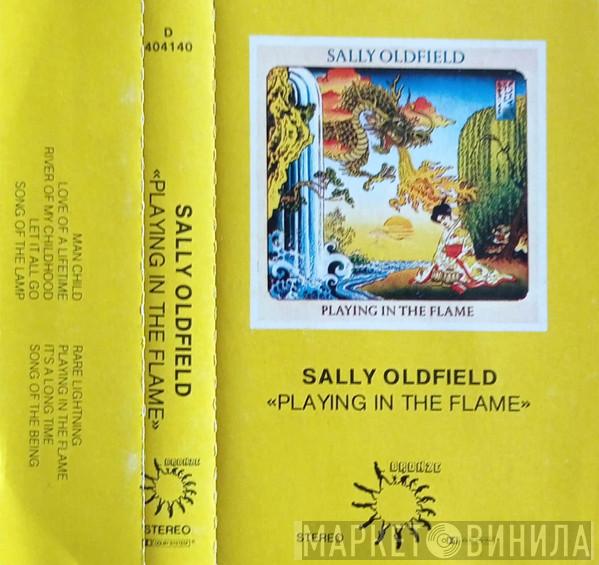 MAN CHILD
LOVE OF A LIFETIME
RIVER OF MY CHILDHOOD
LET IT ALL GO
SONG OF THE LAMP
RARE LIGHTNING
PLAYING IN THE FLAME
IT'S A LONG TIME
SONG OF THE BEING
D
404140
SALLY OLDFIELD
«PLAYING IN THE FLAME»
BRONZE
STEREO
SALLY OLDFIELD
PLAYING IN THE FLAME
SALLY OLDFIELD
«PLAYING IN THE FLAME»
BRONZE
STEREO
МАРКЕТ ВИНИЛА